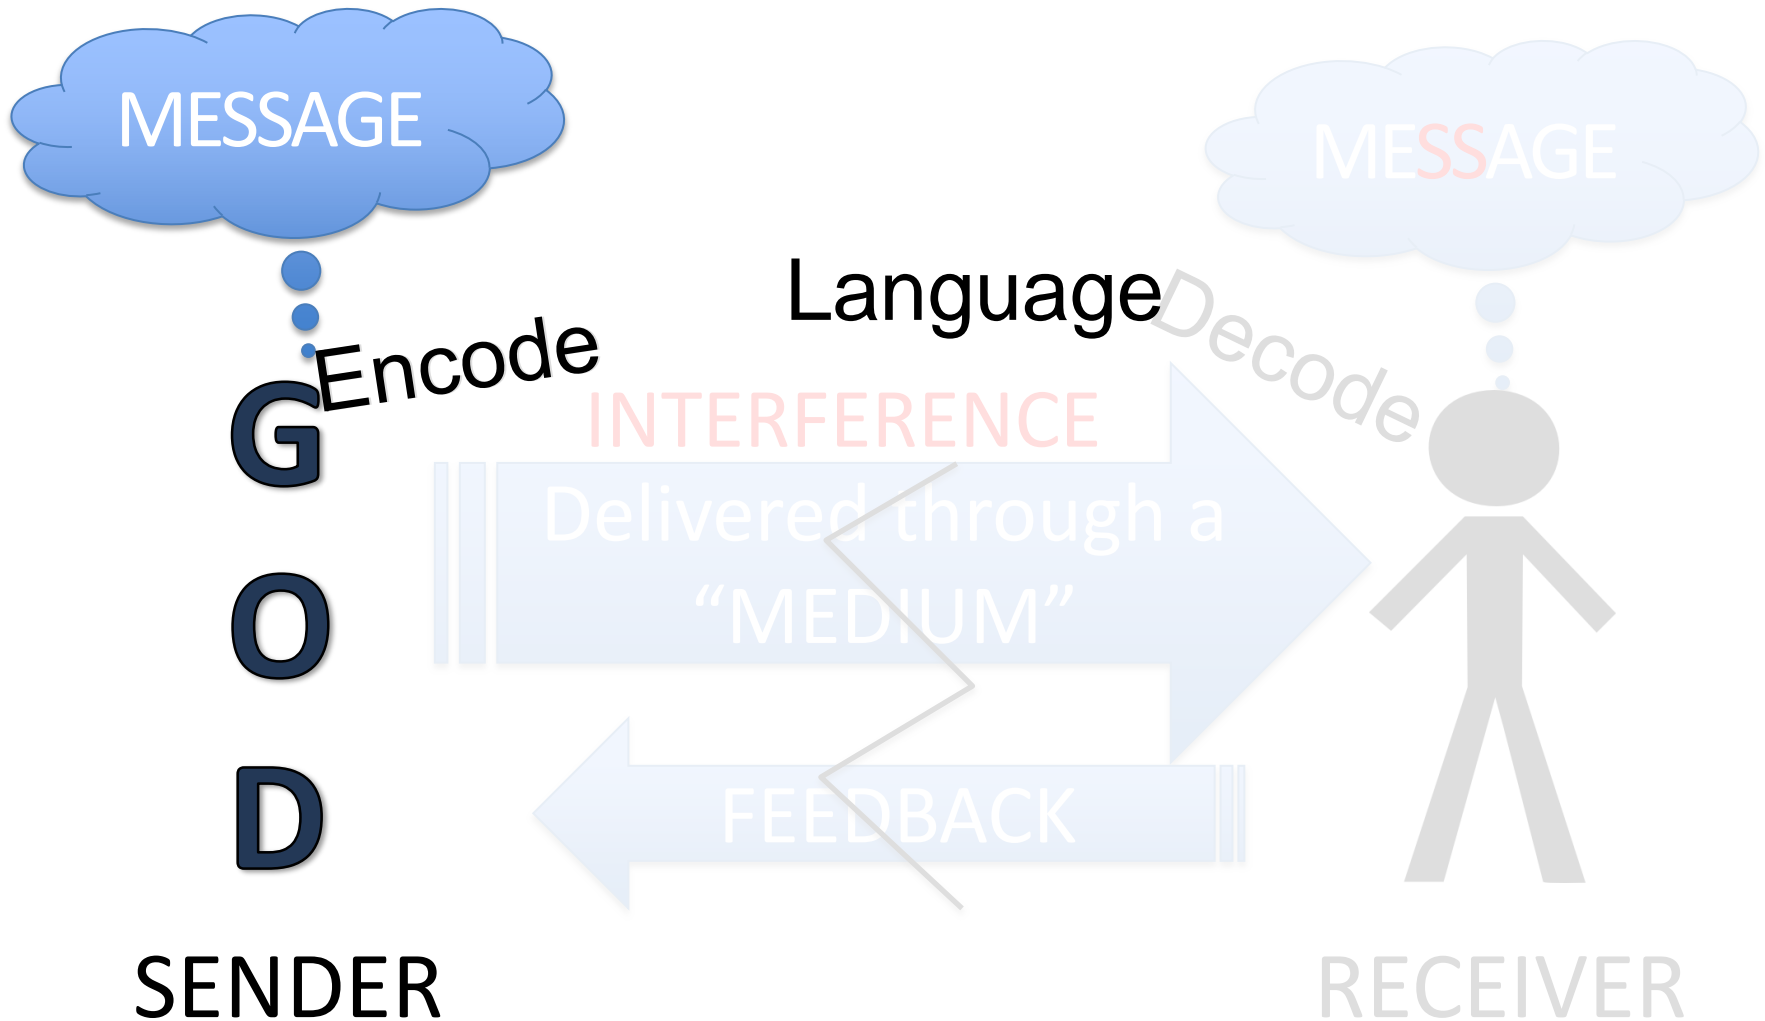 MESSAGE
MESSAGE
Language
Encode
Decode
INTERFERENCE
Delivered through a
“MEDIUM”
G
O
D
FEEDBACK
SENDER
RECEIVER